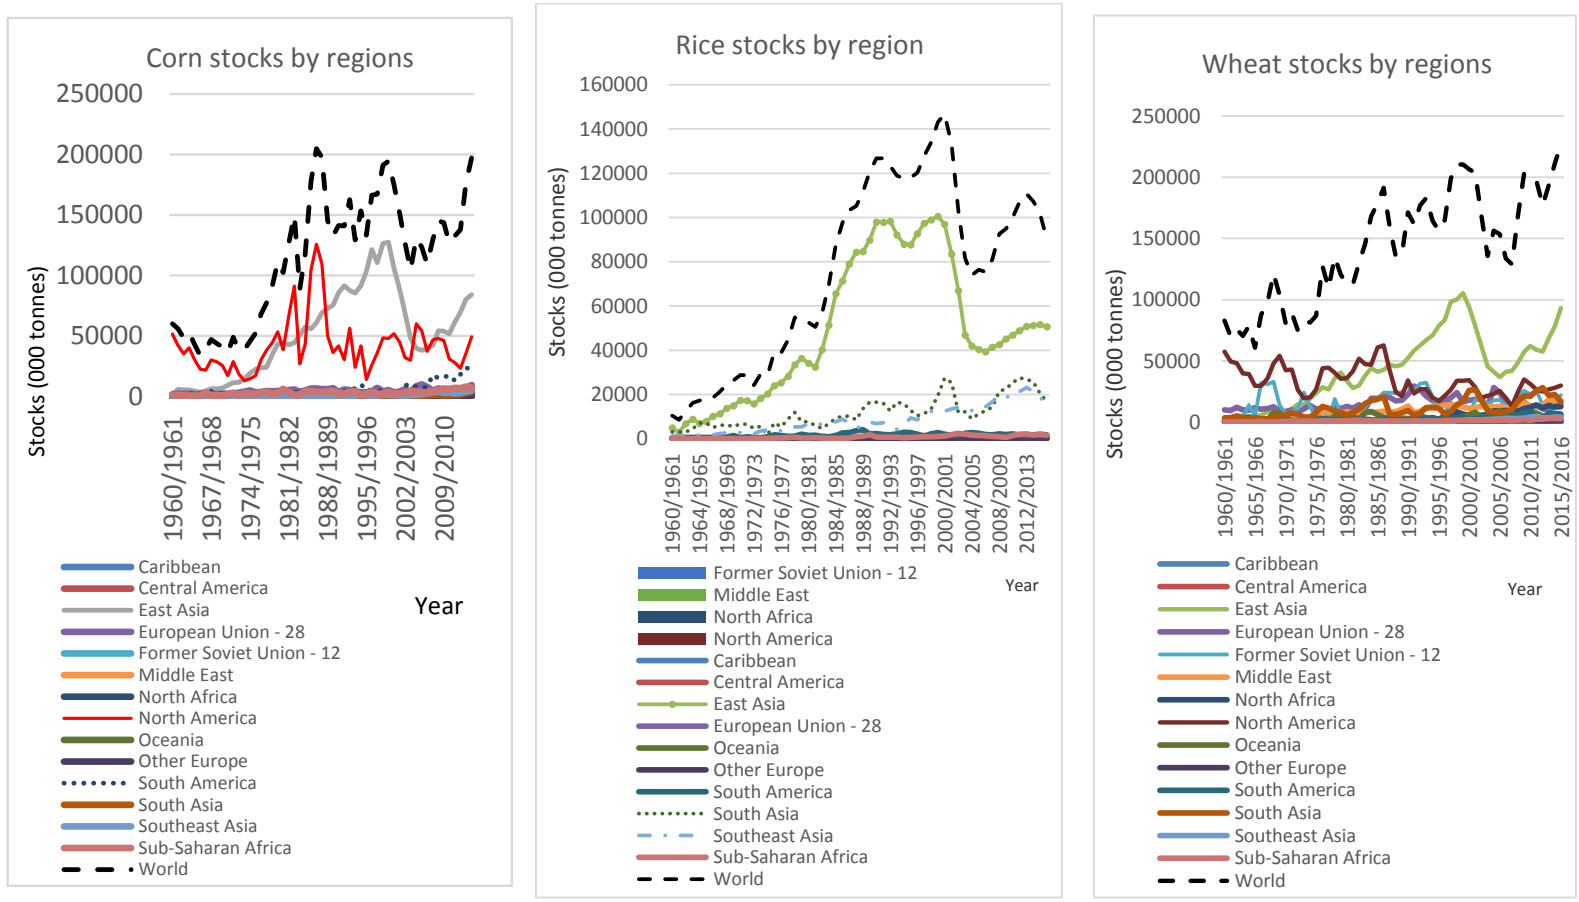 Corn stocks by regions
Stocks (000 tonnes)
250000
200000
150000
100000
50000
0
1960/1961
1967/1968
1974/1975
1981/1982
1988/1989
1995/1996
2002/2003
2009/2010
Year
Caribbean
Central America
East Asia
European Union - 28
Former Soviet Union - 12
Middle East
North Africa
North America
Oceania
Other Europe
South America
South Asia
Southeast Asia
Sub-Saharan Africa
World
Rice stocks by region
Stocks (000 tonnes)
160000
140000
120000
100000
80000
60000
40000
20000
0
1960/1961
1964/1965
1968/1969
1972/1973
1976/1977
1980/1981
1984/1985
1988/1989
1992/1993
1996/1997
2000/2001
2004/2005
2008/2009
2012/2013
Year
Former Soviet Union - 12
Middle East
North Africa
North America
Caribbean
Central America
East Asia
European Union - 28
Oceania
Other Europe
South America
South Asia
Southeast Asia
Sub-Saharan Africa
World
Wheat stocks by regions
Stocks (000 tonnes)
250000
200000
150000
100000
50000
0
1960/1961
1965/1966
1970/1971
1975/1976
1980/1981
1985/1986
1990/1991
1995/1996
2000/2001
2005/2006
2010/2011
2015/2016
Year
Caribbean
Central America
East Asia
European Union - 28
Former Soviet Union - 12
Middle East
North Africa
North America
Oceania
Other Europe
South America
South Asia
Southeast Asia
Sub-Saharan Africa
World